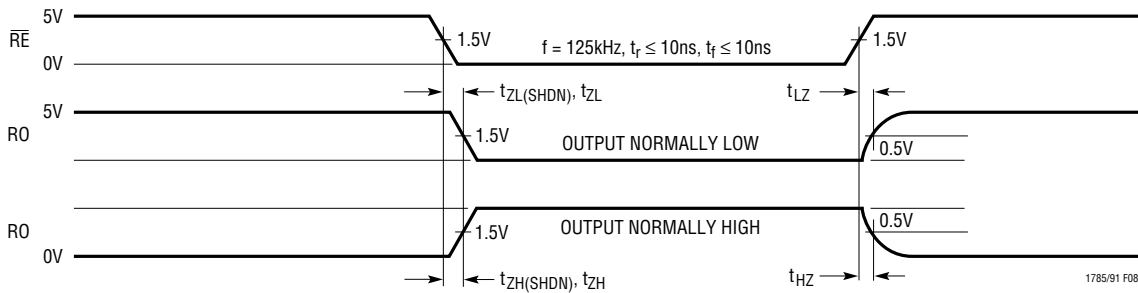 5V
RE
1.5V
f = 125kHz, tr ≤ 10ns, tf ≤ 10ns
1.5V
0V
tZL(SHDN), tZL
tLZ
5V
RO
1.5V
OUTPUT NORMALLY LOW
0.5V
OUTPUT NORMALLY HIGH
0.5V
RO
1.5V
0V
tZH(SHDN), tZH
tHZ
1785/91 F08